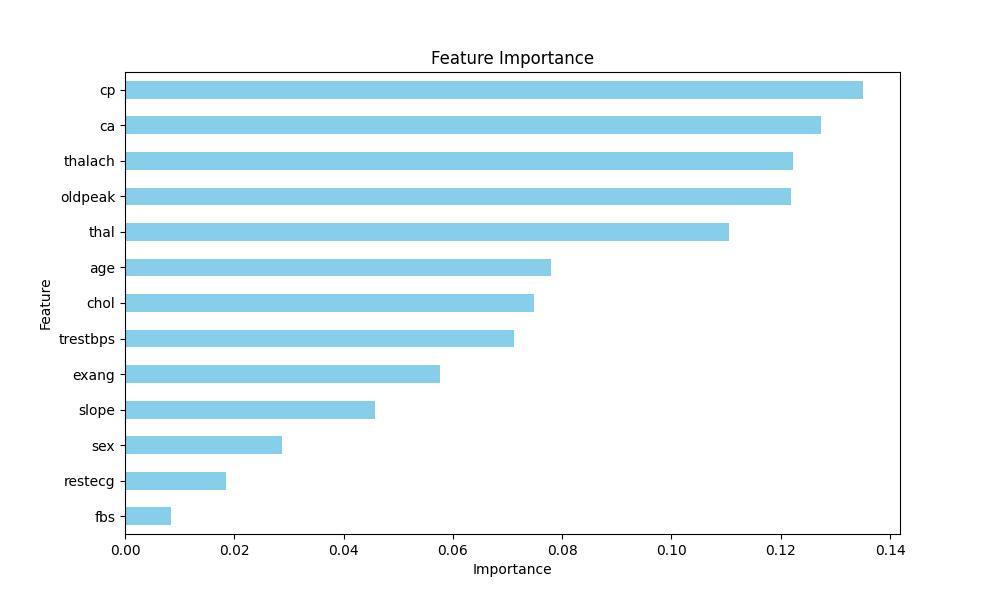 Feature Importance
cp
ca
thalach
oldpeak
thal
age
chol
trestbps
exang
slope
sex
restecg
fbs
Feature
0.00 0.02 0.04 0.06 0.08 0.10 0.12 0.14
Importance